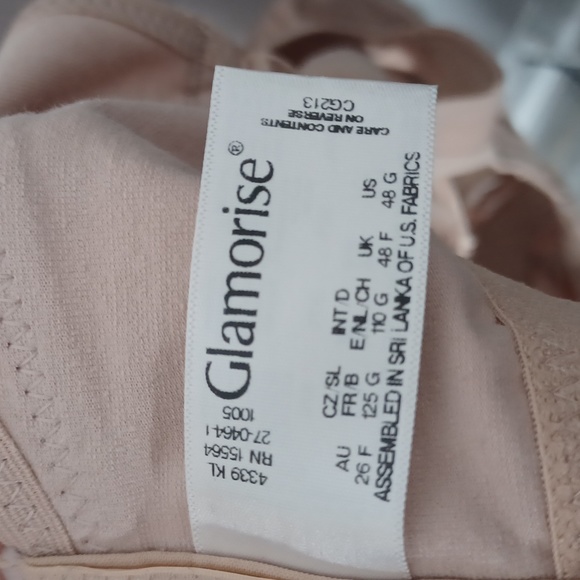 CARE AND CONTENTS
ON REVERSE
CG213
Glamorise®
4339 KL
RN 15564
27-0464-1
1005
AU CZ/SL INT/D UK US
FR/B E/NL/CH
26 F 125 G 110 G 48 F 48 G
ASSEMBLED IN SRI LANKA OF U.S. FABRICS